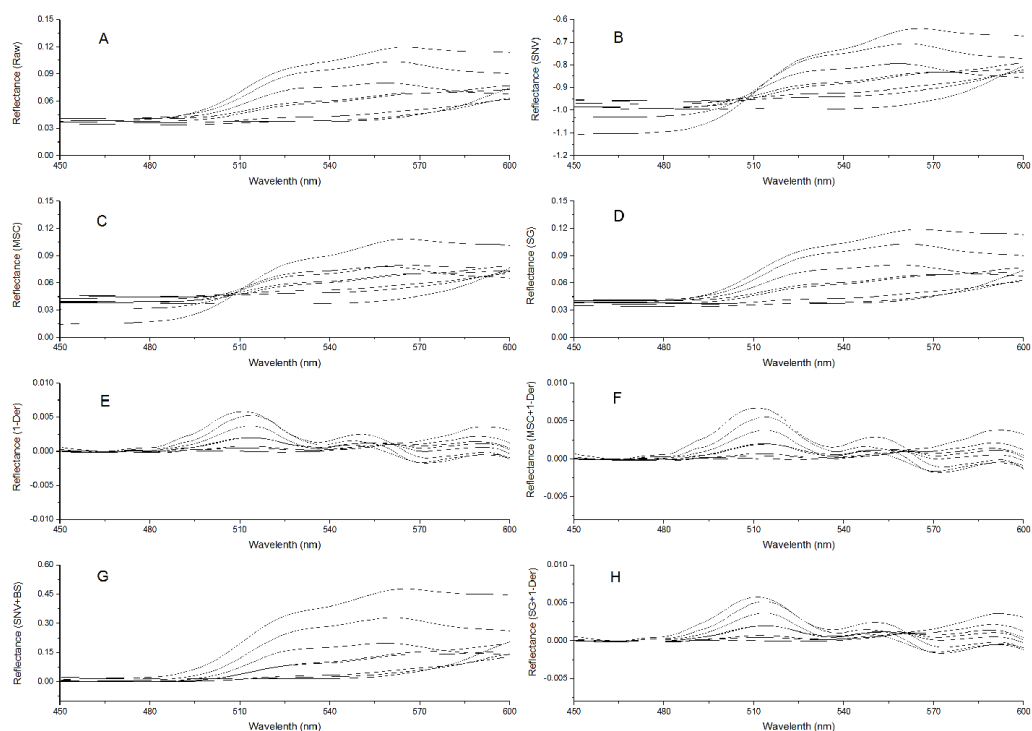 A
Reflectance (Raw)
0.15
0.12
0.09
0.06
0.03
0.00
450 480 510 540 570 600
Wavelenth (nm)
B
Reflectance (SNV)
-0.6
-0.7
-0.8
-0.9
-1.0
-1.1
-1.2
450 480 510 540 570 600
Wavelenth (nm)
C
Reflectance (MSC)
0.15
0.12
0.09
0.06
0.03
0.00
450 480 510 540 570 600
Wavelenth (nm)
D
Reflectance (SG)
0.15
0.12
0.09
0.06
0.03
0.00
450 480 510 540 570 600
Wavelenth (nm)
E
Reflectance (1-Der)
0.010
0.005
0.000
-0.005
-0.010
450 480 510 540 570 600
Wavelenth (nm)
F
Reflectance (MSC+1-Der)
0.010
0.005
0.000
-0.005
450 480 510 540 570 600
Wavelenth (nm)
G
Reflectance (SNV+BS)
0.60
0.45
0.30
0.15
0.00
450 480 510 540 570 600
Wavelenth (nm)
H
Reflectance (SG+1-Der)
0.010
0.005
0.000
-0.005
450 480 510 540 570 600
Wavelenth (nm)